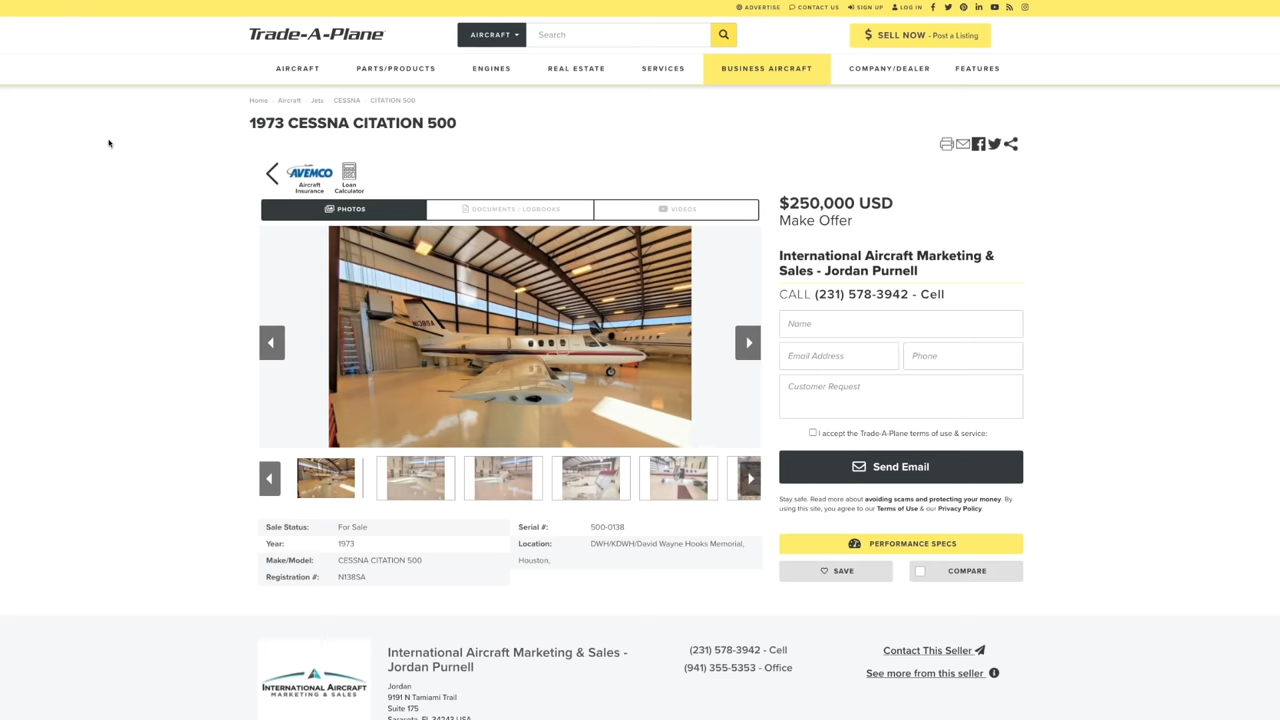 ADVERTISE CONTACT US SIGN UP LOG IN
Trade-A-Plane AIRCRAFT Search $ SELL NOW - Post a Listing
AIRCRAFT PARTS/PRODUCTS ENGINES REAL ESTATE SERVICES BUSINESS AIRCRAFT COMPANY/DEALER FEATURES
Home Aircraft Jets CESSNA CITATION 500
1973 CESSNA CITATION 500
AVEMCO
Aircraft Insurance
Loan Calculator
PHOTOS DOCUMENTS / LOGBOOKS VIDEOS
N138SA
$250,000 USD
Make Offer
International Aircraft Marketing &
Sales - Jordan Purnell
CALL (231) 578-3942 - Cell
Name
Email Address Phone
Customer Request
I accept the Trade-A-Plane terms of use & service:
Send Email
Stay safe. Read more about avoiding scams and protecting your money. By
using this site, you agree to our Terms of Use & our Privacy Policy.
PERFORMANCE SPECS
SAVE COMPARE
Sale Status: For Sale
Year: 1973
Make/Model: CESSNA CITATION 500
Registration #: N138SA
Serial #: 500-0138
Location: DWH/KDWH/David Wayne Hooks Memorial,
Houston,
INTERNATIONAL AIRCRAFT
MARKETING & SALES
International Aircraft Marketing & Sales -
Jordan Purnell
Jordan
9191 N Tamiami Trail
Suite 175
Sarasota, FL 34243 USA
(231) 578-3942 - Cell
(941) 355-5353 - Office
Contact This Seller
See more from this seller